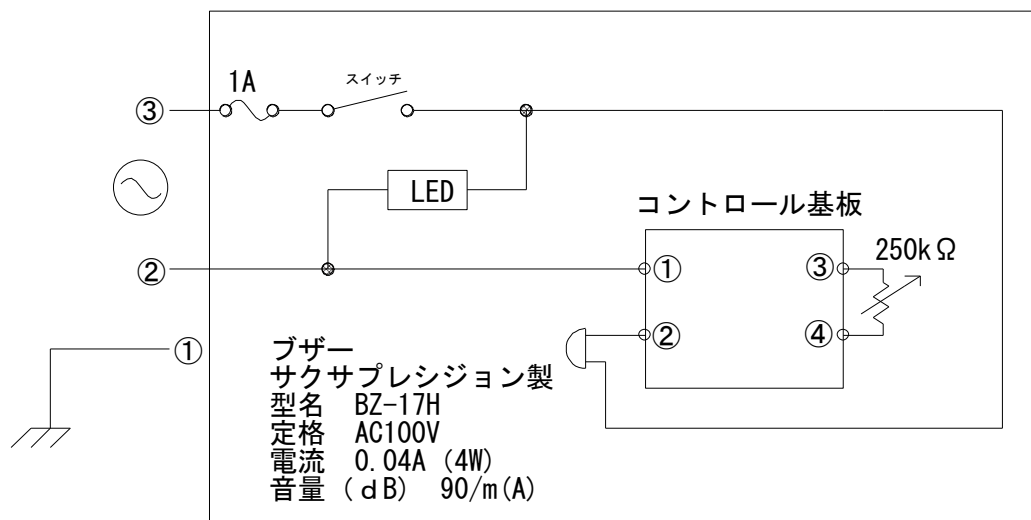 1A
スイッチ
③
LED
コントロール基板
250kΩ
②
①
③
②
④
①
ブザー
サクサプレシジョン製
型名 BZ-17H
定格 AC100V
電流 0.04A (4W)
音量 (dB) 90/m(A)